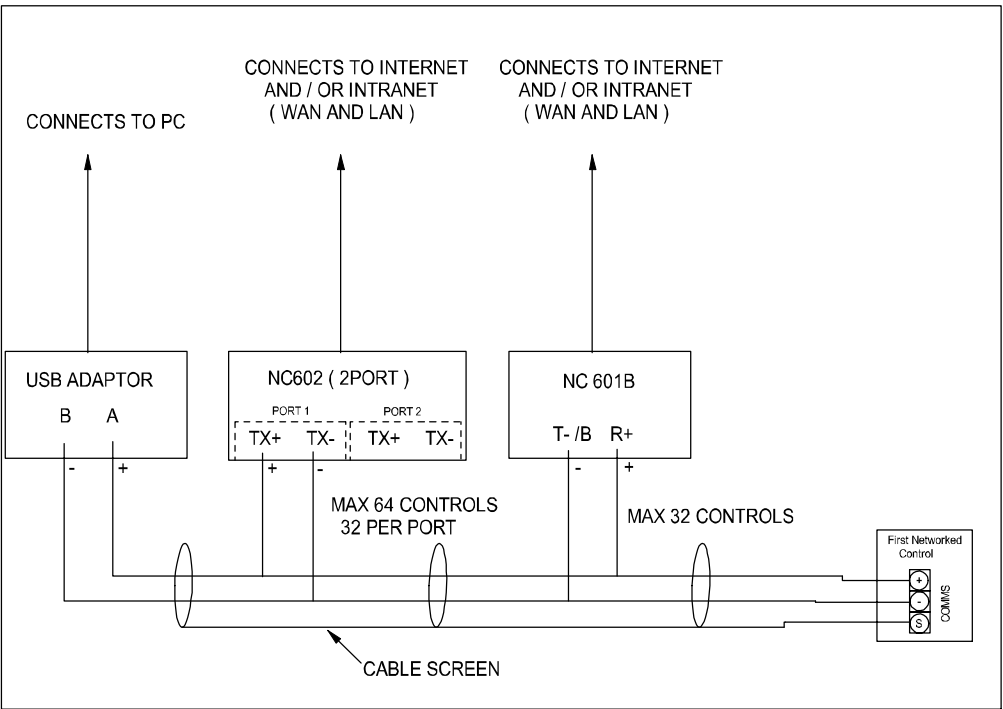 CONNECTS TO PC
CONNECTS TO INTERNET
AND / OR INTRANET
( WAN AND LAN )
CONNECTS TO INTERNET
AND / OR INTRANET
( WAN AND LAN )
USB ADAPTOR
B A
- +
NC602 ( 2PORT )
PORT 1 PORT 2
TX+ TX- TX+ TX-
+ -
MAX 64 CONTROLS
32 PER PORT
NC 601B
T- /B R+
- +
MAX 32 CONTROLS
First Networked
Control
+
-
S
COMMS
CABLE SCREEN